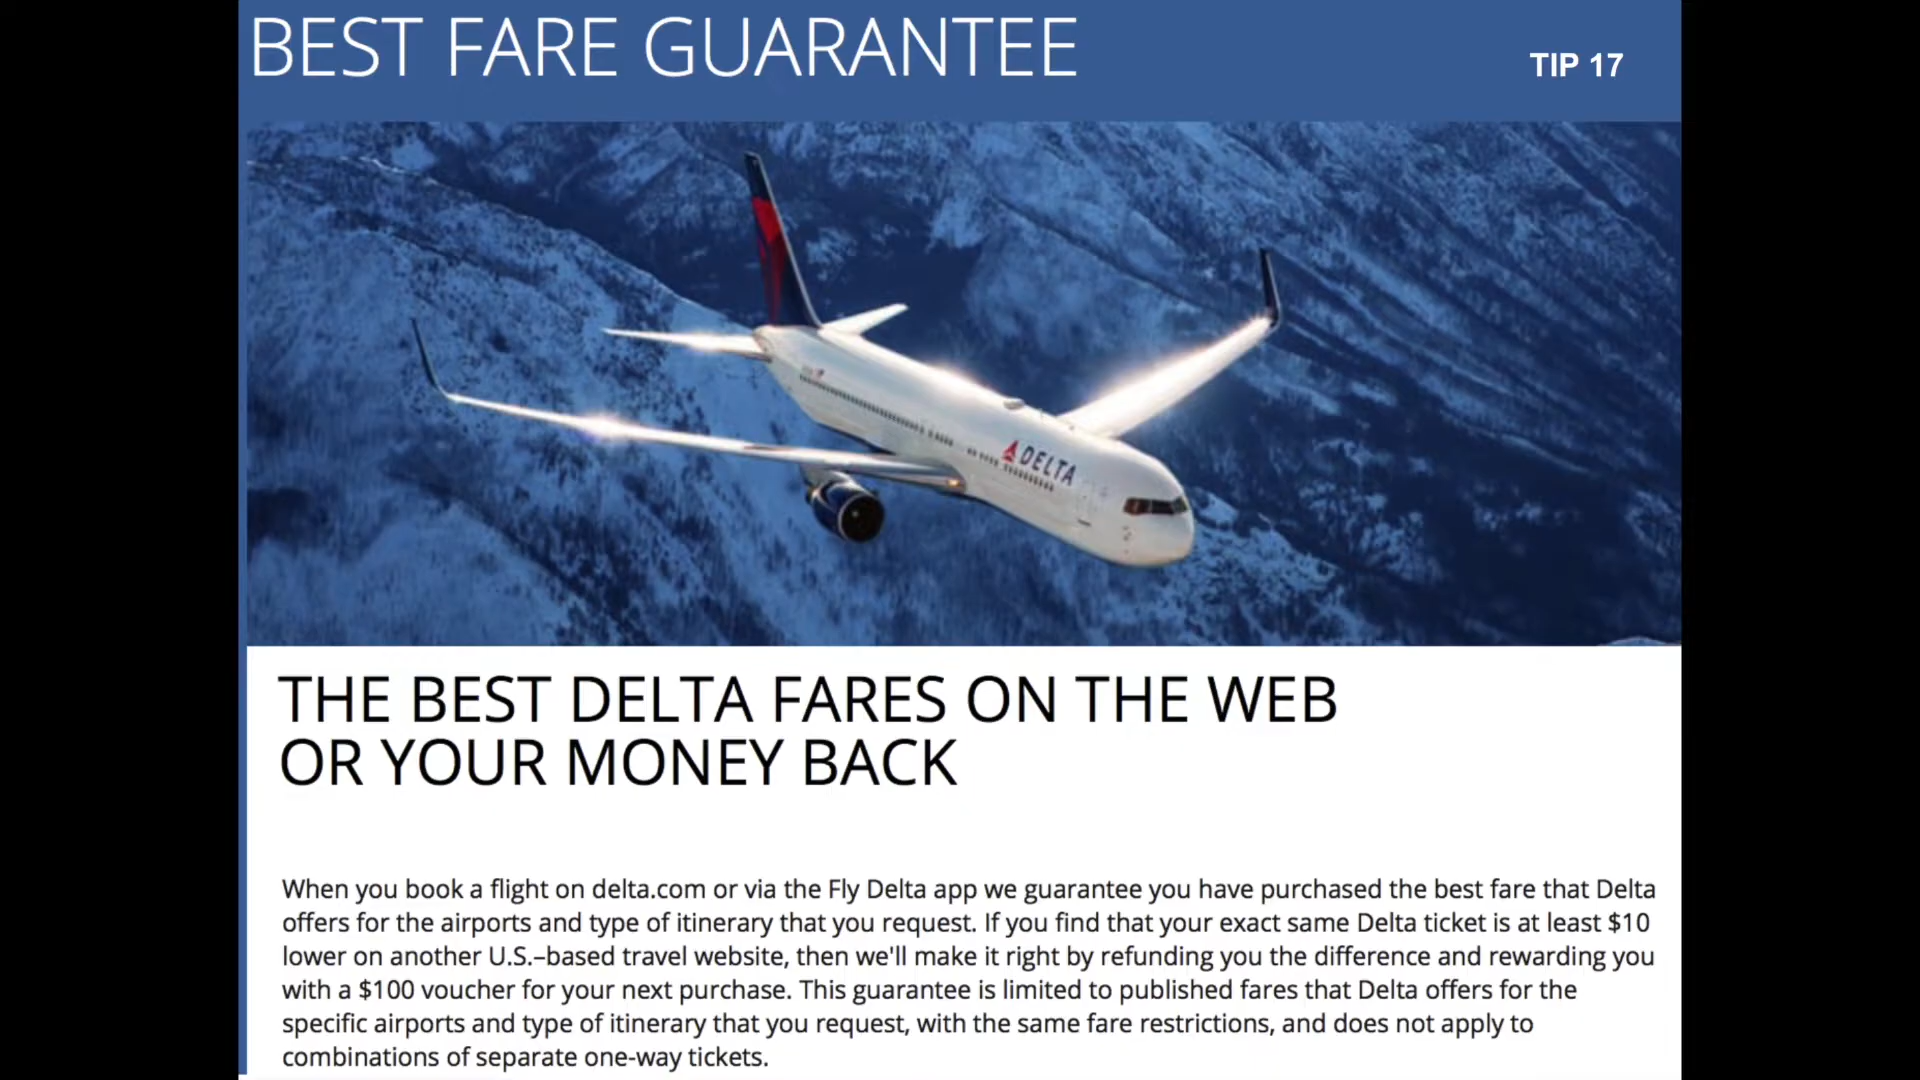 BEST FARE GUARANTEE
TIP 17
DELTA
THE BEST DELTA FARES ON THE WEB
OR YOUR MONEY BACK
When you book a flight on delta.com or via the Fly Delta app we guarantee you have purchased the best fare that Delta
offers for the airports and type of itinerary that you request. If you find that your exact same Delta ticket is at least $10
lower on another U.S.–based travel website, then we'll make it right by refunding you the difference and rewarding you
with a $100 voucher for your next purchase. This guarantee is limited to published fares that Delta offers for the
specific airports and type of itinerary that you request, with the same fare restrictions, and does not apply to
combinations of separate one-way tickets.